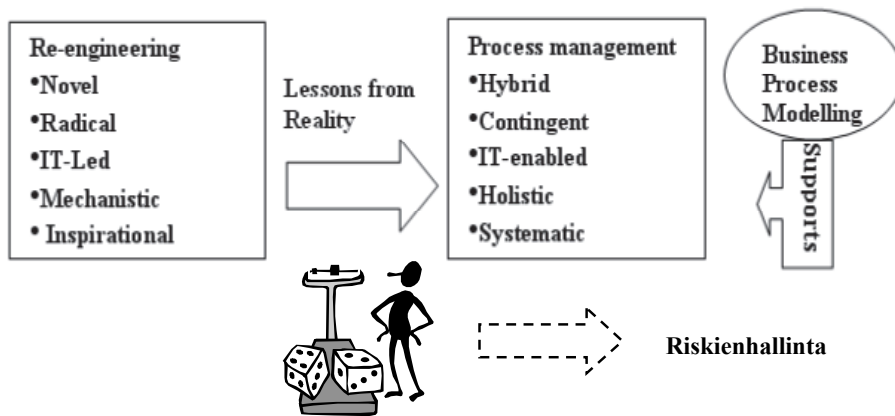 Re-engineering
•Novel
•Radical
•IT-Led
•Mechanistic
• Inspirational
Lessons from
Reality
Process management
•Hybrid
•Contingent
•IT-enabled
•Holistic
•Systematic
Business
Process
Modelling
Supports
Riskienhallinta